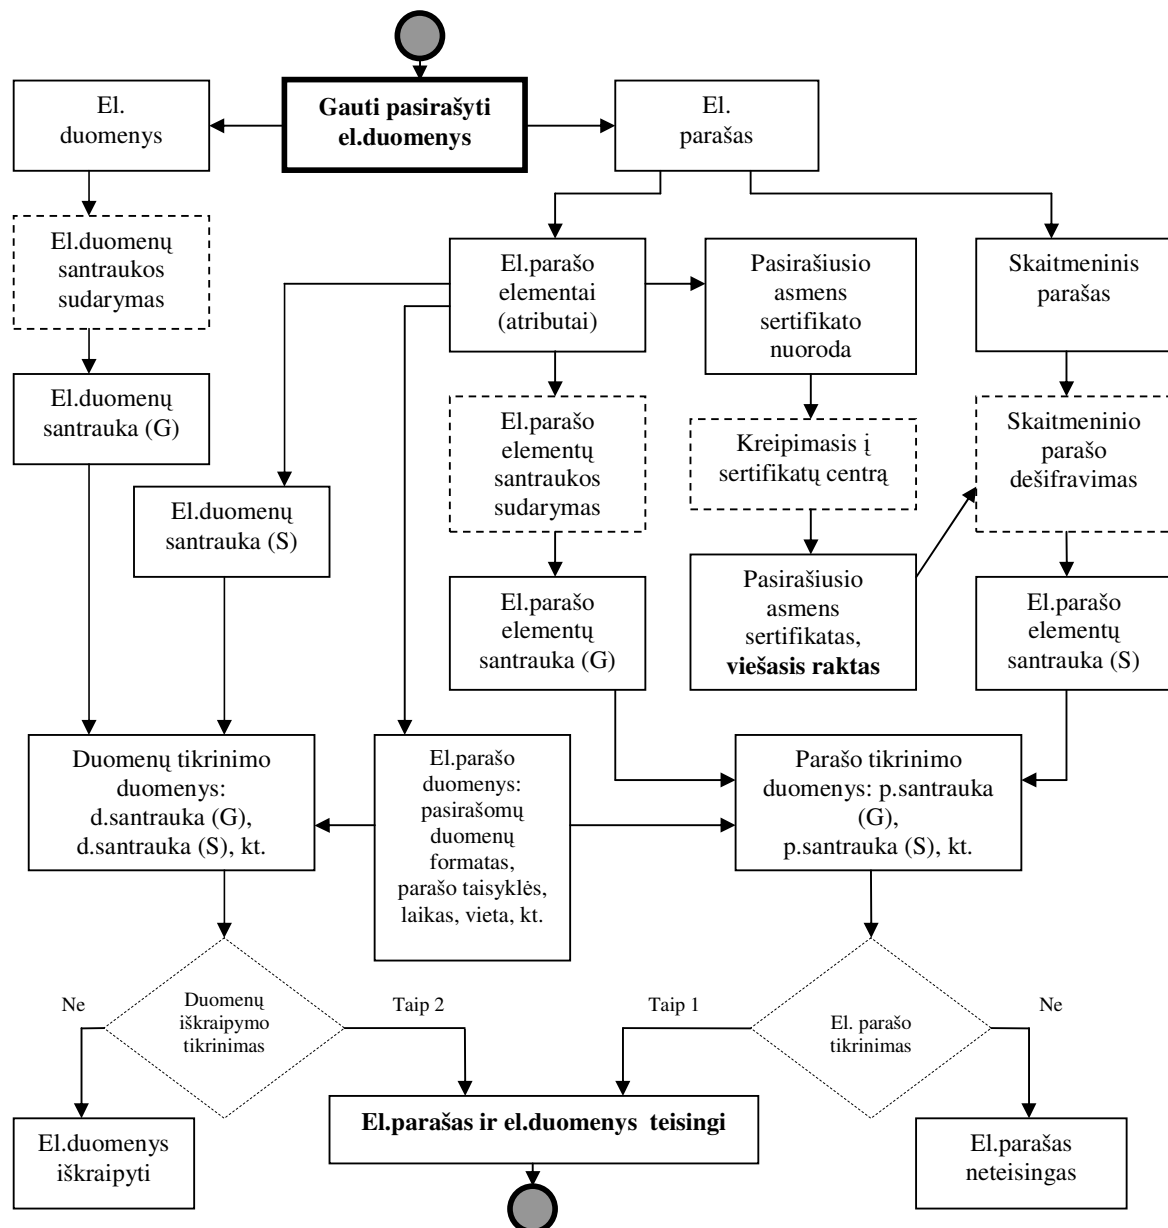 Gauti pasirašyti
el.duomenys
El.
duomenys
El.
parašas
El.duomenų
santraukos
sudarymas
El.parašo
elementai
(atributai)
Pasirašiusio
asmens
sertifikato
nuoroda
Skaitmeninis
parašas
El.duomenų
santrauka (G)
El.parašo
elementų
santraukos
sudarymas
Kreipimasis į
sertifikatų centrą
Skaitmeninio
parašo
dešifravimas
El.duomenų
santrauka (S)
El.parašo
elementų
santrauka (G)
Pasirašiusio
asmens
sertifikatas,
viešasis raktas
El.parašo
elementų
santrauka (S)
Duomenų tikrinimo
duomenys:
d.santrauka (G),
d.santrauka (S), kt.
El.parašo
duomenys:
pasirašomų
duomenų
formatas,
parašo taisyklės,
laikas, vieta, kt.
Parašo tikrinimo
duomenys: p.santrauka
(G),
p.santrauka (S), kt.
Ne
Duomenų
iškraipymo
tikrinimas
Taip 2
Taip 1
El. parašo
tikrinimas
Ne
El.duomenys
iškraipyti
El.parašas ir el.duomenys teisingi
El.parašas
neteisingas